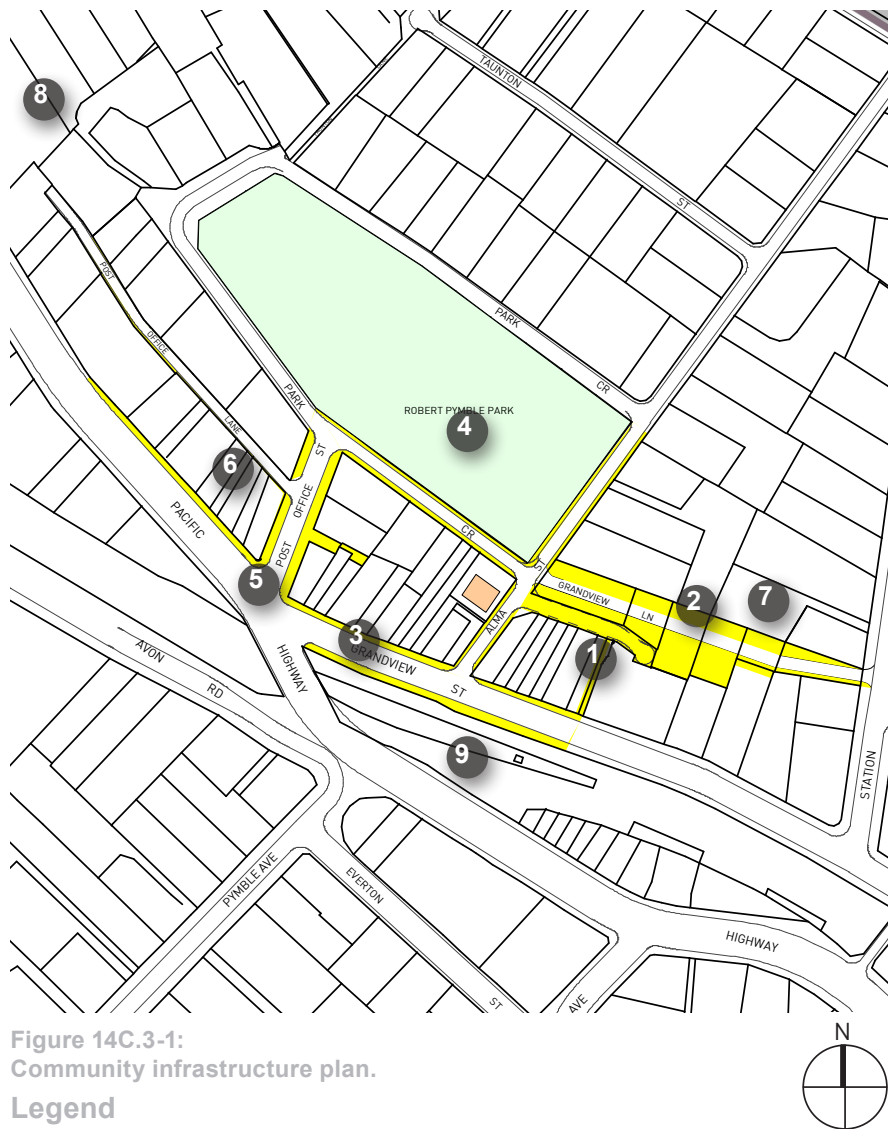 8
TAUNTON
ST
POST
OFFICE
LANE
PARK
CR
PARK
ROBERT PYMBLE PARK
4
ST
6
OFFICE
PACIFIC
POST
CR
5
ST
GRANDVIEW
LN
2
7
ALMA
3
GRANDVIEW
ST
1
HIGHWAY
AVON
RD
9
STATION
PYMBLE AVE
EVERTON
ST
HIGHWAY
AVE
Figure 14C.3-1:
Community infrastructure plan.
Legend
N